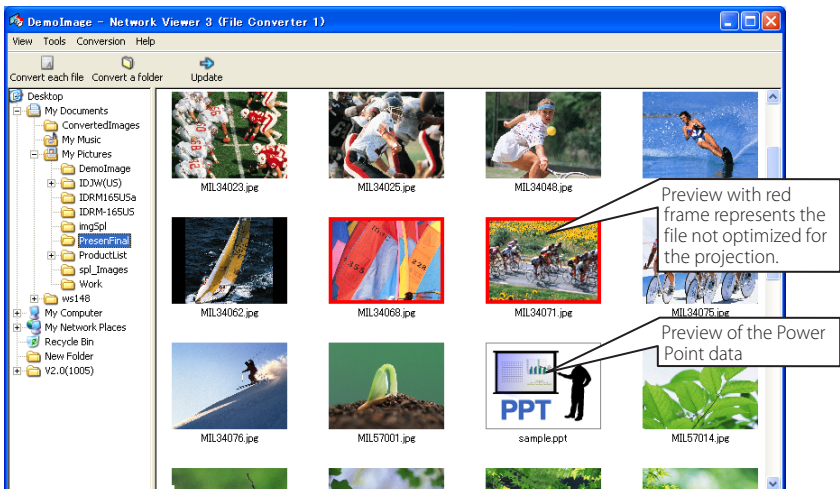 DemoImage - Network Viewer 3 (File Converter 1)
View Tools Conversion Help
Convert each file Convert a folder Update
Desktop
My Documents
ConvertedImages
My Music
My Pictures
DemoImage
IDJW(US)
IDRM165USa
IDRM-165US
imgSpl
PresenFinal
ProductList
spl_Images
Work
ws148
My Computer
My Network Places
Recycle Bin
New Folder
V2.0(1005)
MIL34023.jpg
MIL34025.jpg
MIL34048.jpg
Preview with red
frame represents the
file not optimized for
the projection.
MIL34062.jpg
1355
228
MIL34068.jpg
MIL34071.jpg
MIL34075.jpg
Preview of the Power
Point data
PPT
MIL34076.jpg
MIL57001.jpg
sample.ppt
MIL57014.jpg